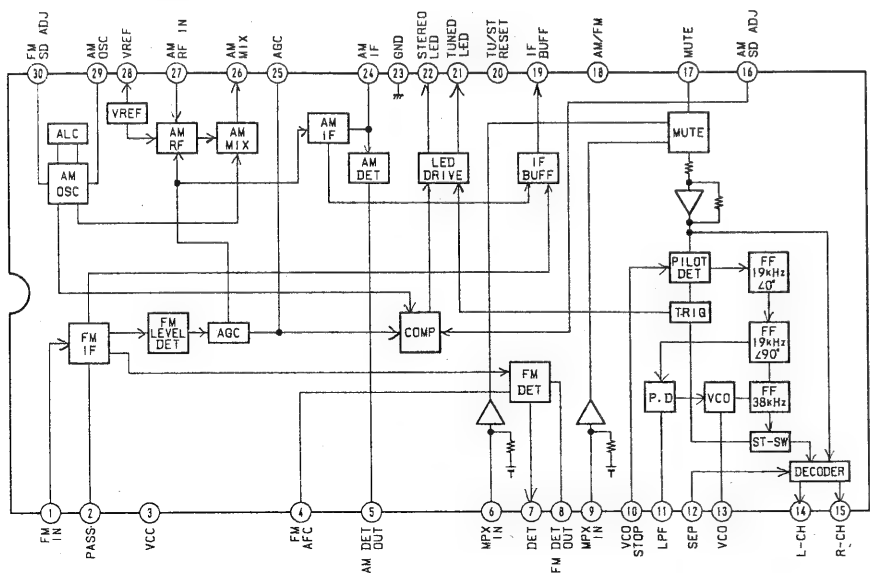 FM SD ADJ
AM OSC
VREF
AM RF IN
AM MIX
AGC
AM IF
GND
STEREO LED
TUNED LED
TU/ST RESET
IF BUFF
AM/FM
MUTE
AM SD ADJ
30
29
28
27
26
25
24
23
22
21
20
19
18
17
16
VREF
ALC
AM
RF
AM
MIX
AM
IF
MUTE
AM
OSC
AM
DET
LED
DRIVE
IF
BUFF
PILOT
DET
FF
19kHz
∠0°
FM
IF
FM
LEVEL
DET
AGC
COMP
TRIG
FF
19kHz
∠90°
FM
DET
P.D
VCO
FF
38kHz
ST-SW
DECODER
1
2
3
4
5
6
7
8
9
10
11
12
13
14
15
FM IN
PASS
VCC
FM AFC
AM DET OUT
MPX IN
DET
FM DET OUT
MPX IN
VCO STOP
LPF
SEP
VCO
L-CH
R-CH